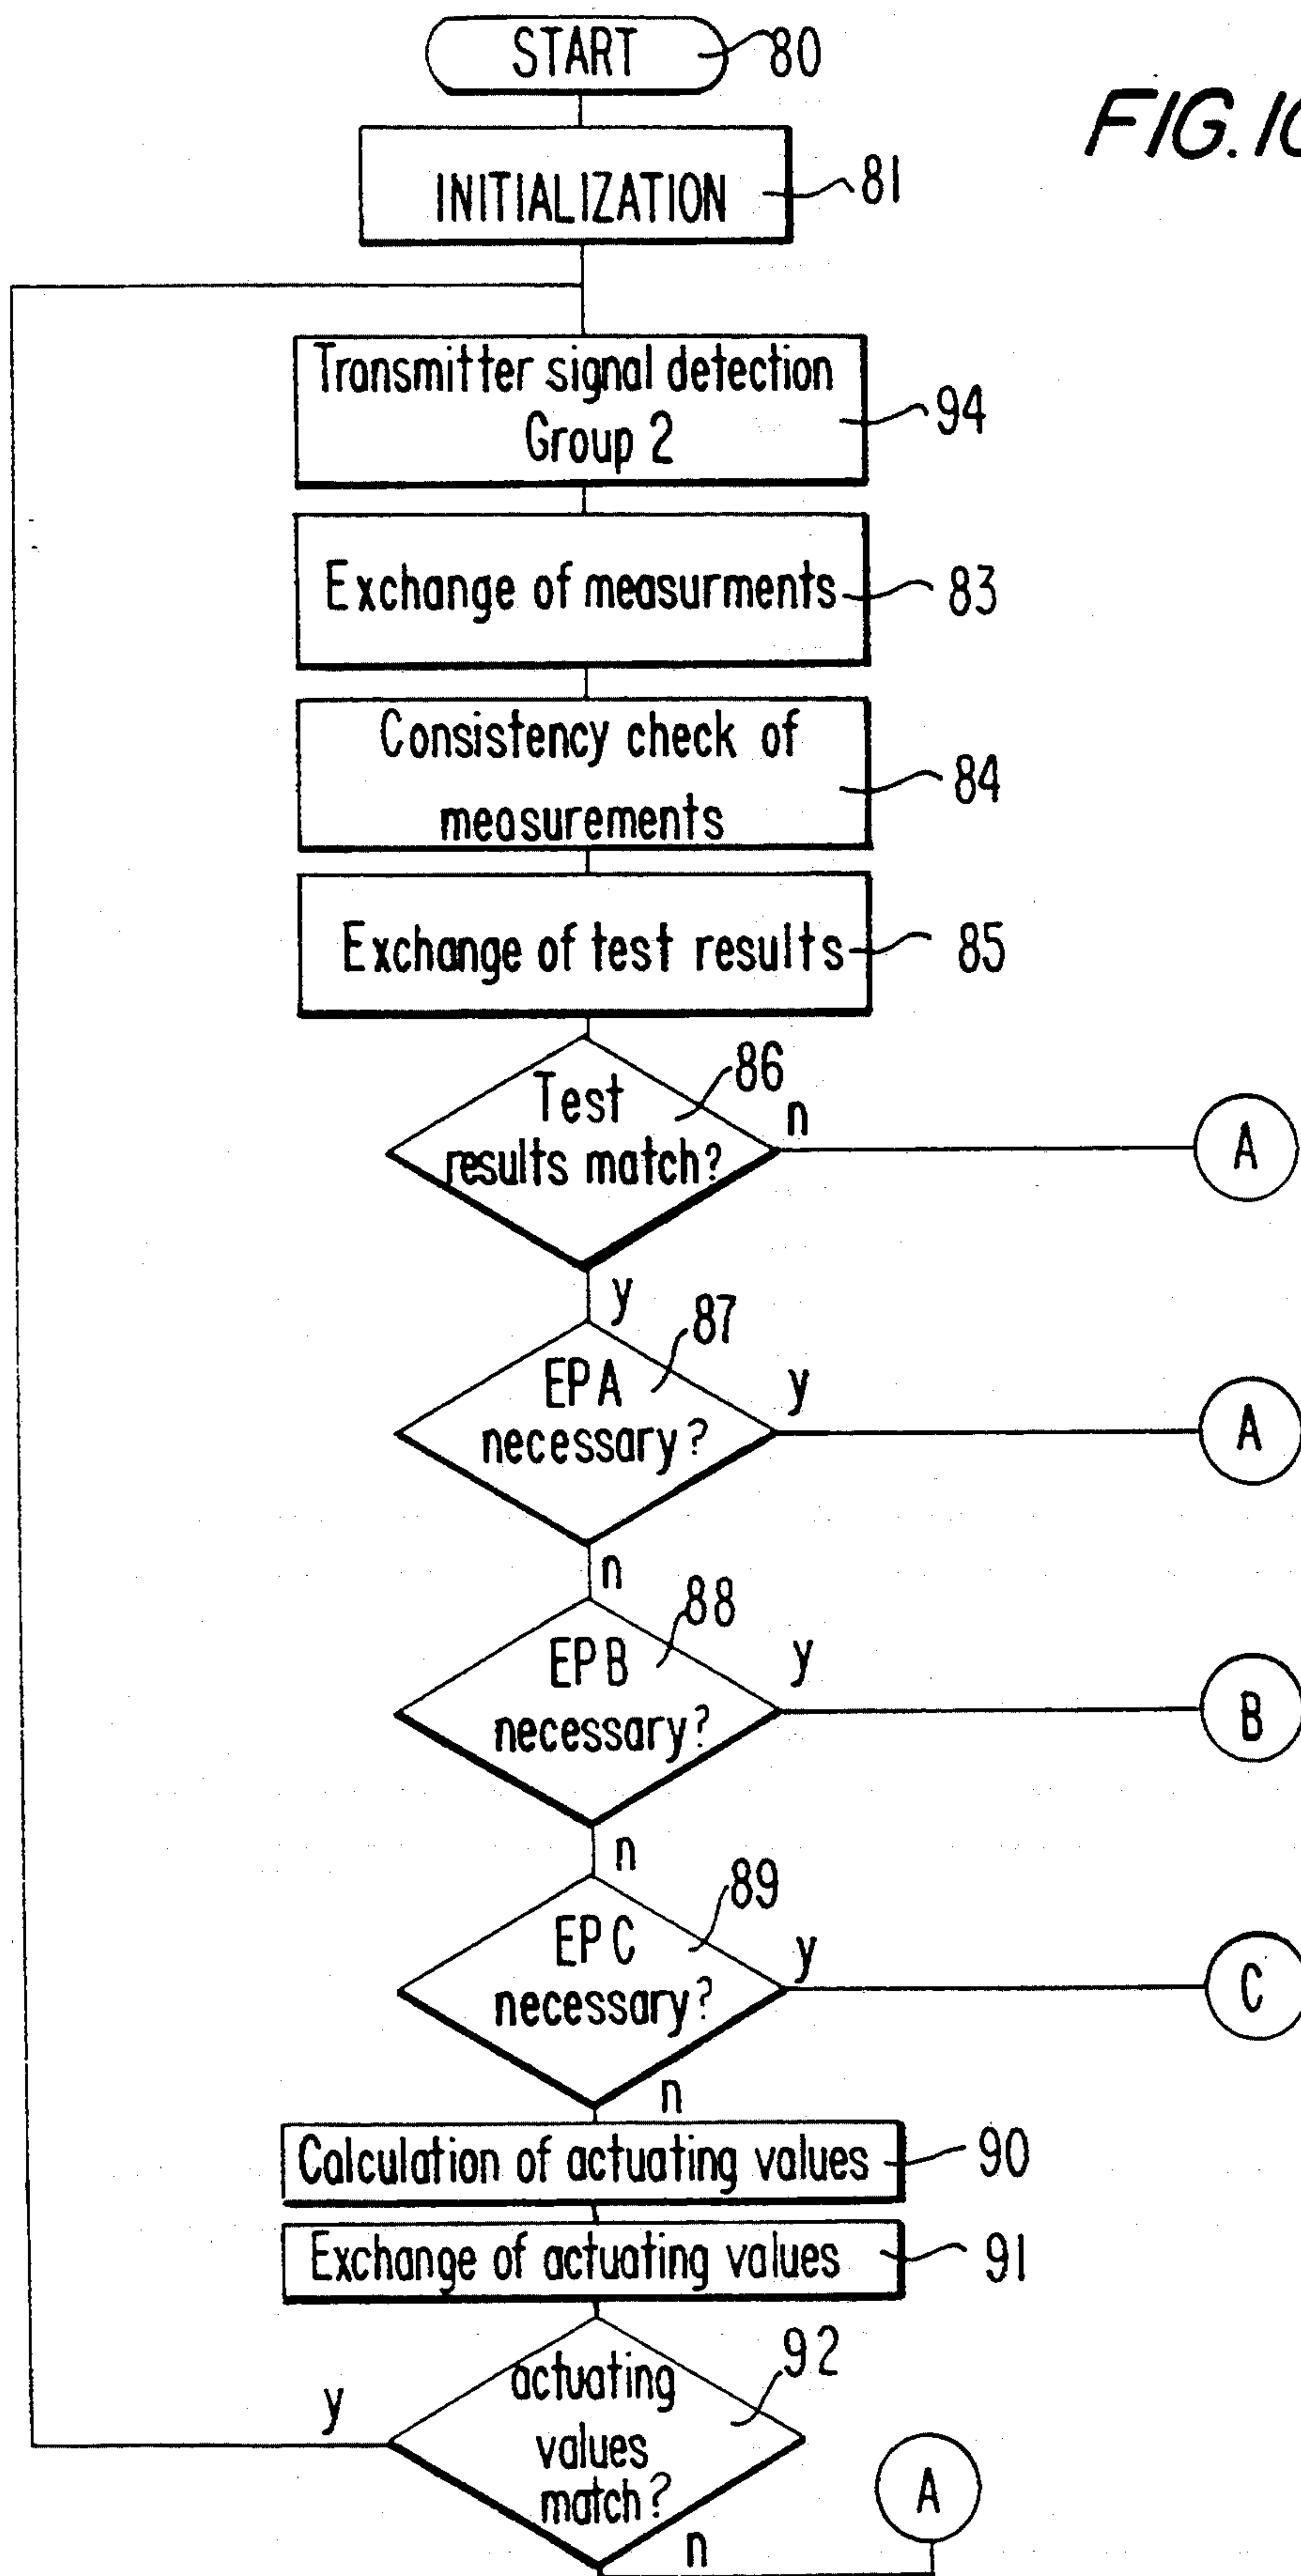 START
80
FIG. 10
INITIALIZATION
81
Transmitter signal detection
Group 2
94
Exchange of measurments
83
Consistency check of
measurements
84
Exchange of test results
85
Test
results match?
86
n
A
y
EPA
necessary?
87
y
A
n
EPB
necessary?
88
y
B
n
EPC
necessary?
89
y
C
n
Calculation of actuating values
90
Exchange of actuating values
91
actuating
values
match?
92
y
n
A